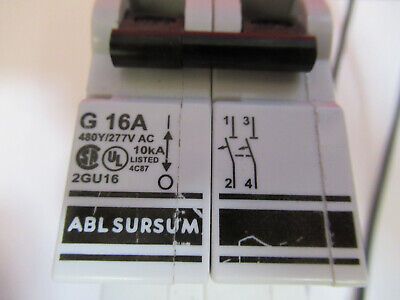 G 16A
480Y/277V AC
10kA
LISTED
4C87
2GU16
ABL SURSUM
1 3
2 4